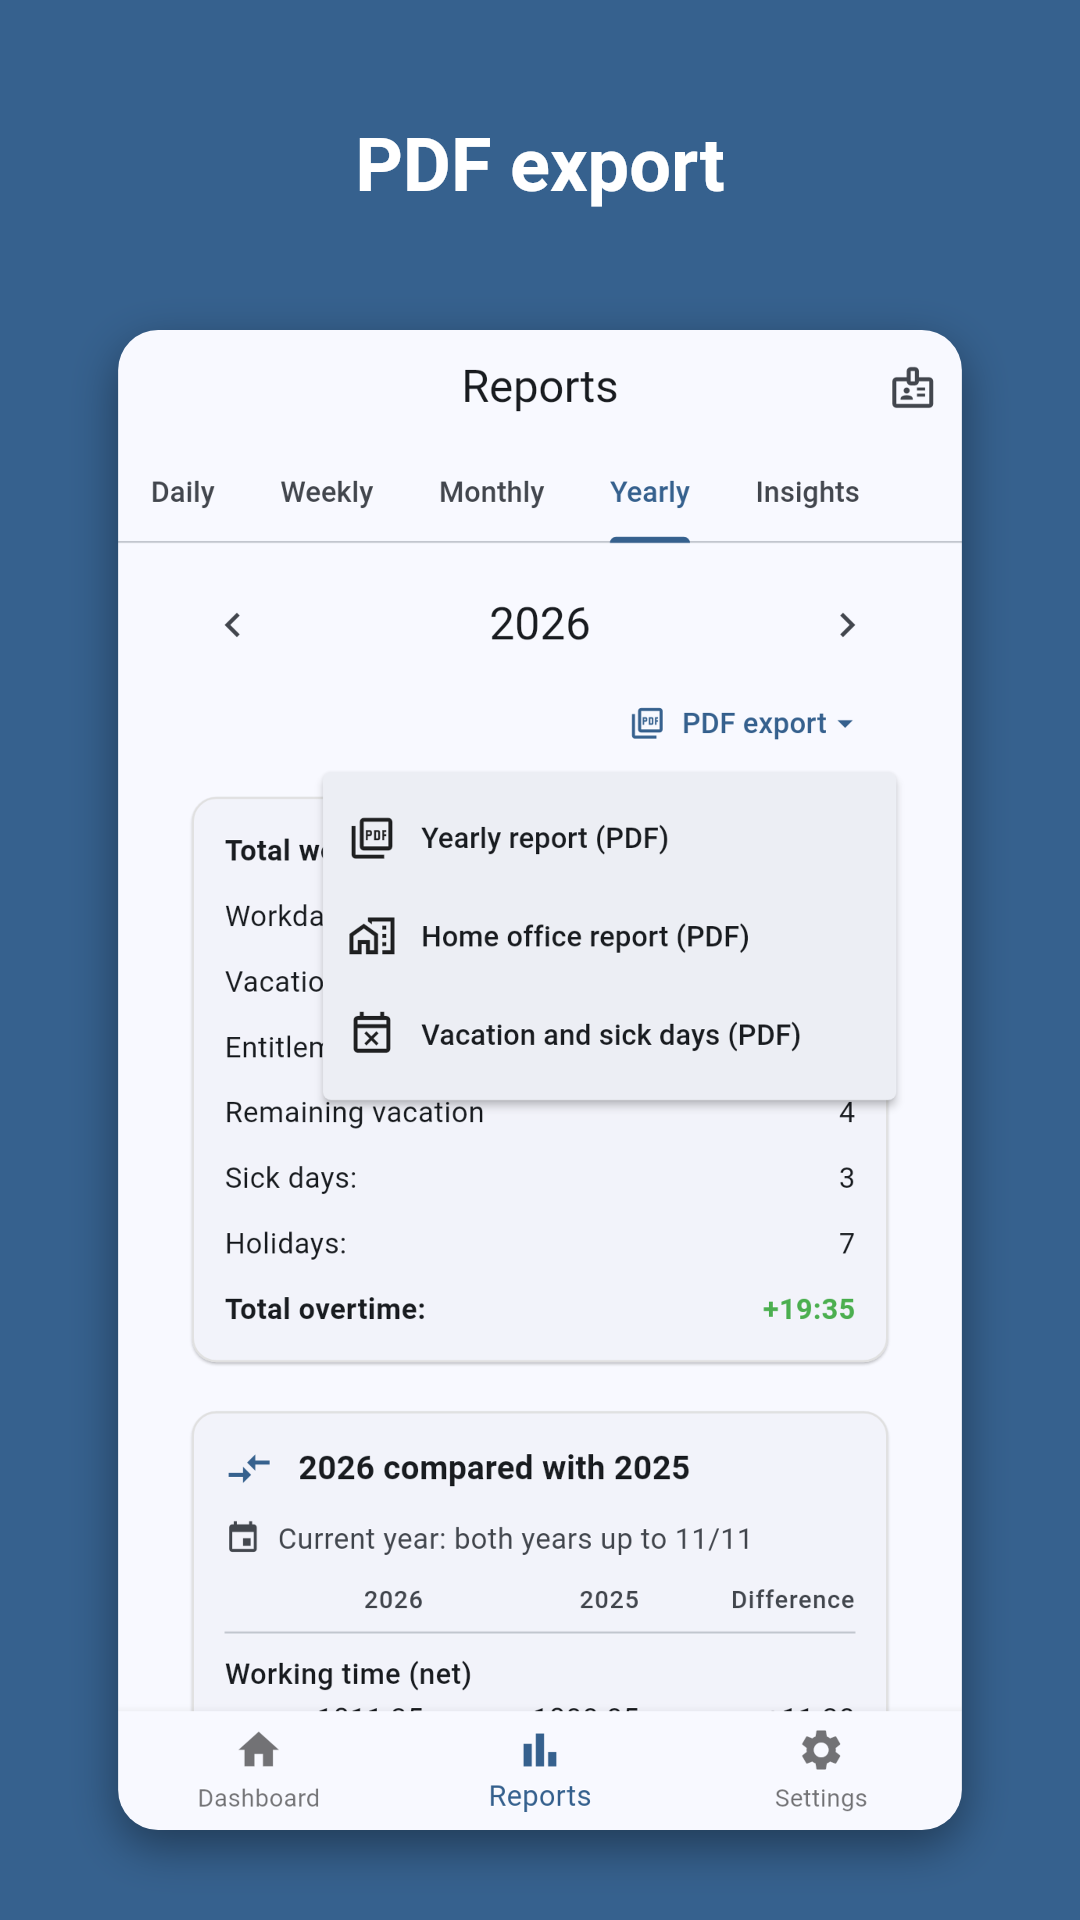 PDF export
Reports
Daily Weekly Monthly Yearly Insights
2026
PDF export
Yearly report (PDF)
Home office report (PDF)
Vacation and sick days (PDF)
Total
Remaining vacation 4
Sick days: 3
Holidays: 7
Total overtime: +19:35
2026 compared with 2025
Current year: both years up to 11/11
2026 2025 Difference
Working time (net)
Dashboard Reports Settings